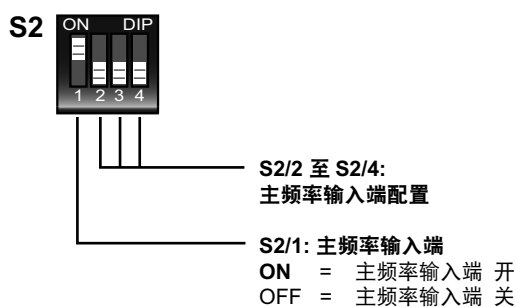 S2
ON DIP
1 2 3 4
S2/2 至 S2/4:
主频率输入端配置
S2/1: 主频率输入端
ON = 主频率输入端 开
OFF = 主频率输入端 关